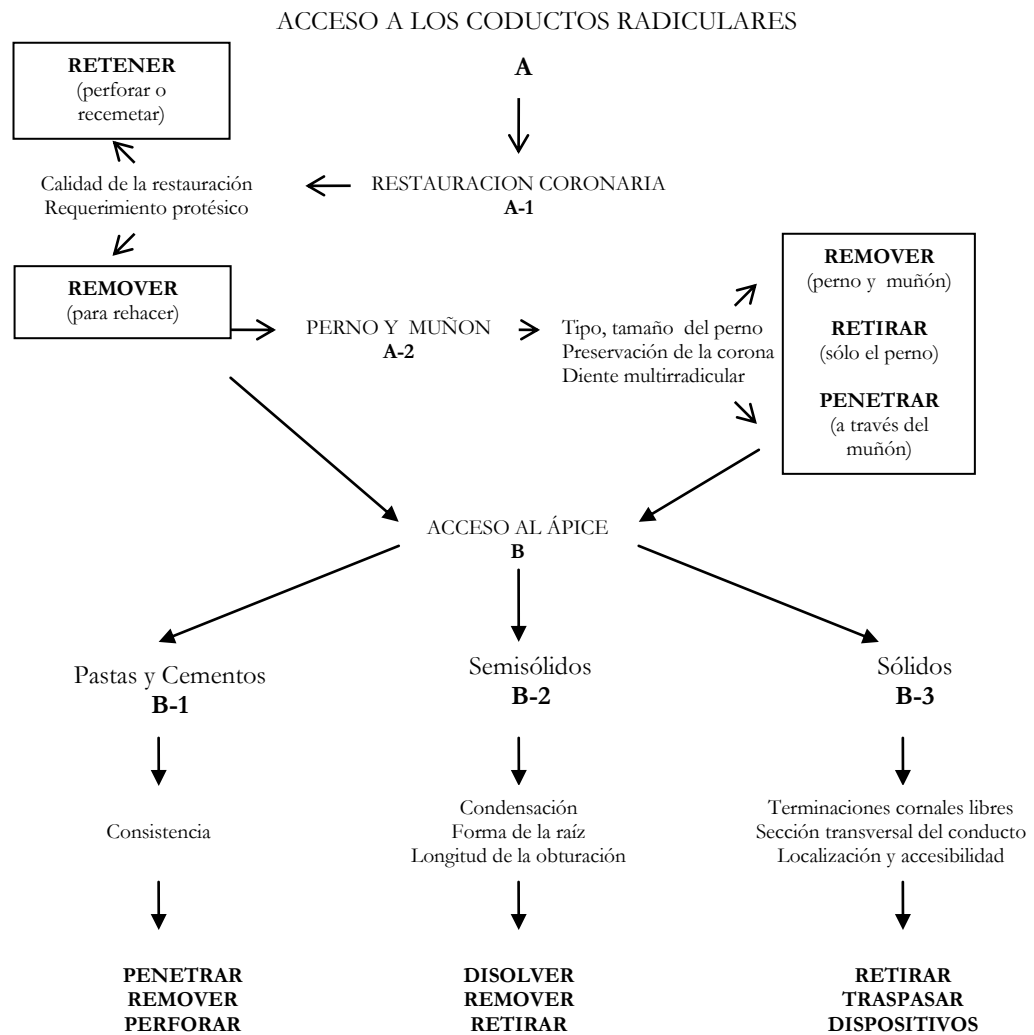 ACCESO A LOS CODUCTOS RADICULARES
A
RETENER
(perforar o
recemetar)
Calidad de la restauración
Requerimiento protésico
RESTAURACION CORONARIA
A-1
REMOVER
(para rehacer)
PERNO Y MUÑON
A-2
Tipo, tamaño del perno
Preservación de la corona
Diente multirradicular
REMOVER
(perno y muñón)
RETIRAR
(sólo el perno)
PENETRAR
(a través del
muñón)
ACCESO AL ÁPICE
B
Pastas y Cementos
B-1
Semisólidos
B-2
Sólidos
B-3
Consistencia
Condensación
Forma de la raíz
Longitud de la obturación
Terminaciones cornales libres
Sección transversal del conducto
Localización y accesibilidad
PENETRAR
REMOVER
PERFORAR
DISOLVER
REMOVER
RETIRAR
RETIRAR
TRASPASAR
DISPOSITIVOS